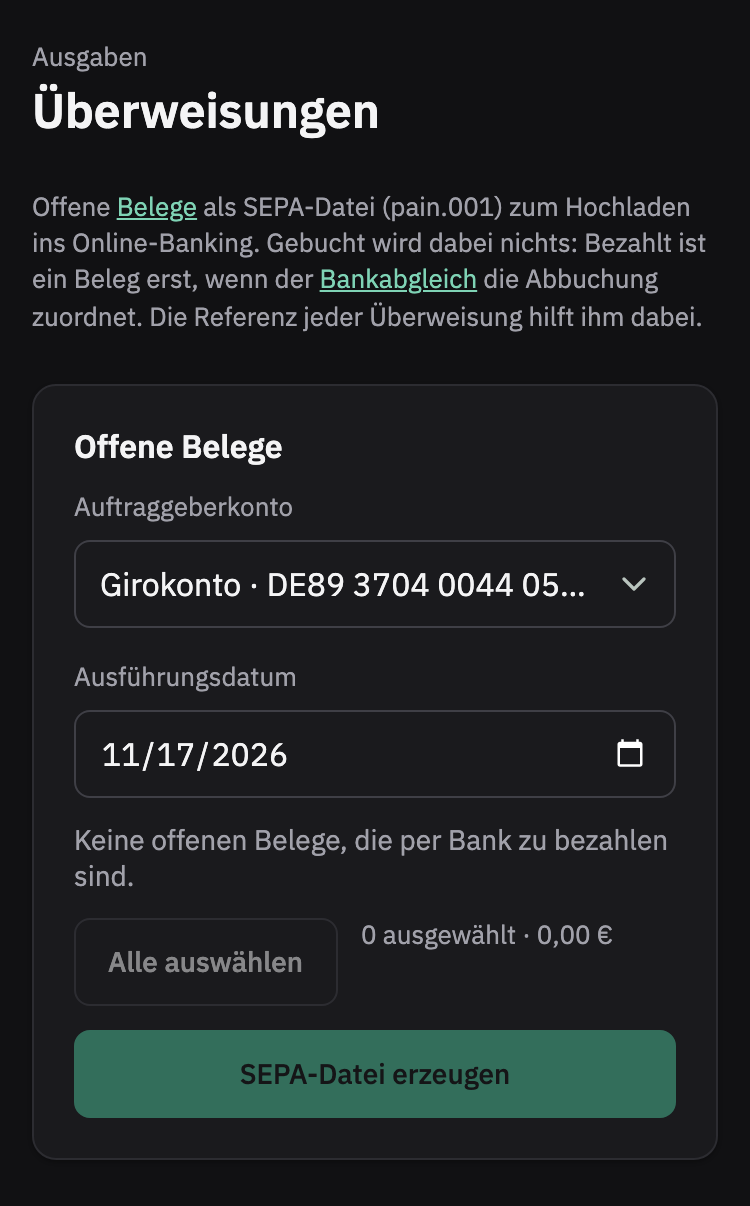 Ausgaben
Überweisungen
Offene Belege als SEPA-Datei (pain.001) zum Hochladen
ins Online-Banking. Gebucht wird dabei nichts: Bezahlt ist
ein Beleg erst, wenn der Bankabgleich die Abbuchung
zuordnet. Die Referenz jeder Überweisung hilft ihm dabei.
Offene Belege
Auftraggeberkonto
Girokonto · DE89 3704 0044 05...
Ausführungsdatum
11/17/2026
Keine offenen Belege, die per Bank zu bezahlen
sind.
Alle auswählen
0 ausgewählt · 0,00 €
SEPA-Datei erzeugen